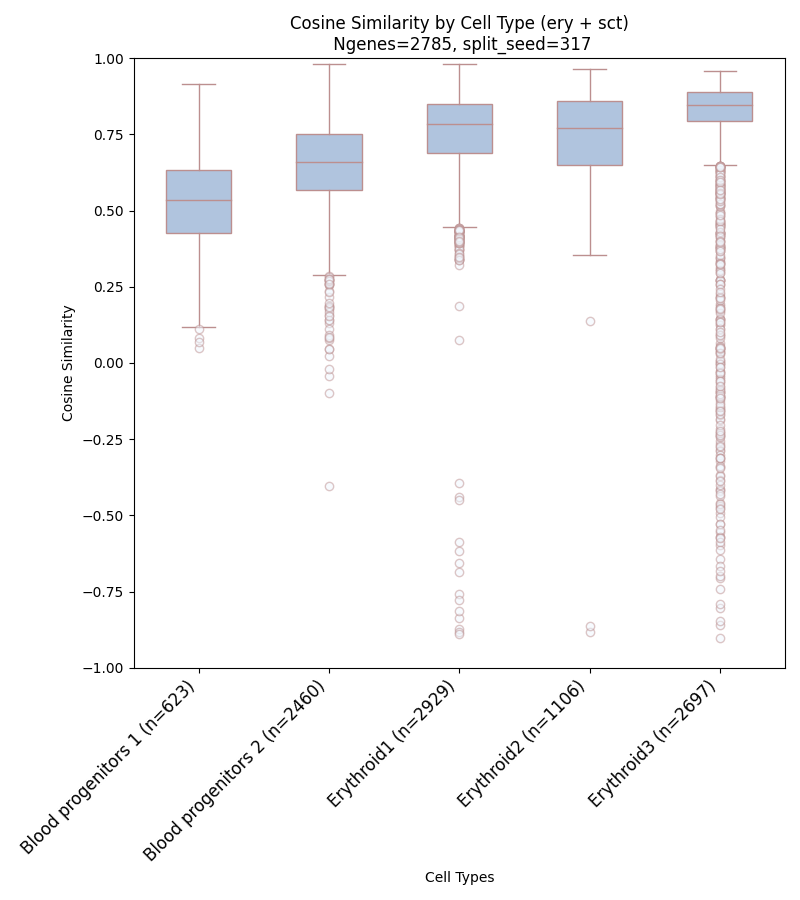 Cosine Similarity by Cell Type (ery + sct)
Ngenes=2785, split_seed=317
1.00
0.75
0.50
0.25
0.00
−0.25
−0.50
−0.75
−1.00
Cosine Similarity
Blood progenitors 1 (n=623)
Blood progenitors 2 (n=2460)
Erythroid1 (n=2929)
Erythroid2 (n=1106)
Erythroid3 (n=2697)
Cell Types